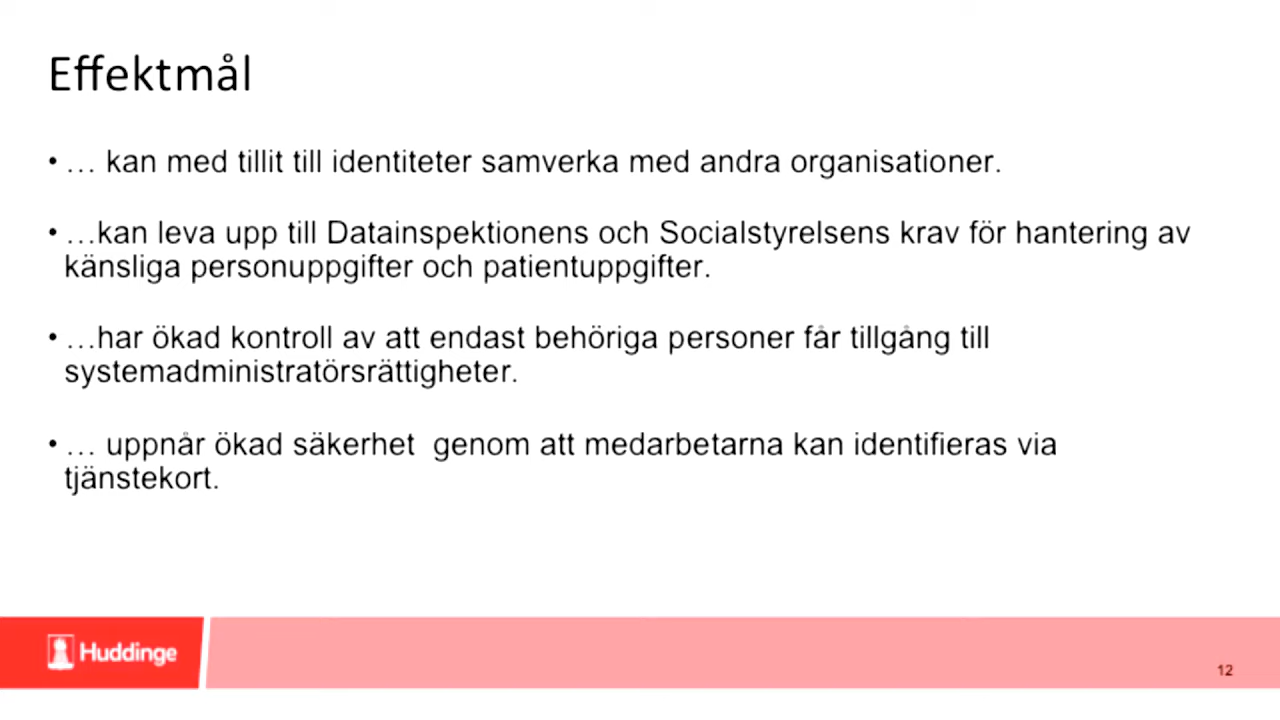 Effektmål
• … kan med tillit till identiteter samverka med andra organisationer.
• …kan leva upp till Datainspektionens och Socialstyrelsens krav för hantering av
känsliga personuppgifter och patientuppgifter.
• …har ökad kontroll av att endast behöriga personer får tillgång till
systemadministratörsrättigheter.
• … uppnår ökad säkerhet  genom att medarbetarna kan identifieras via
tjänstekort.
Huddinge
12